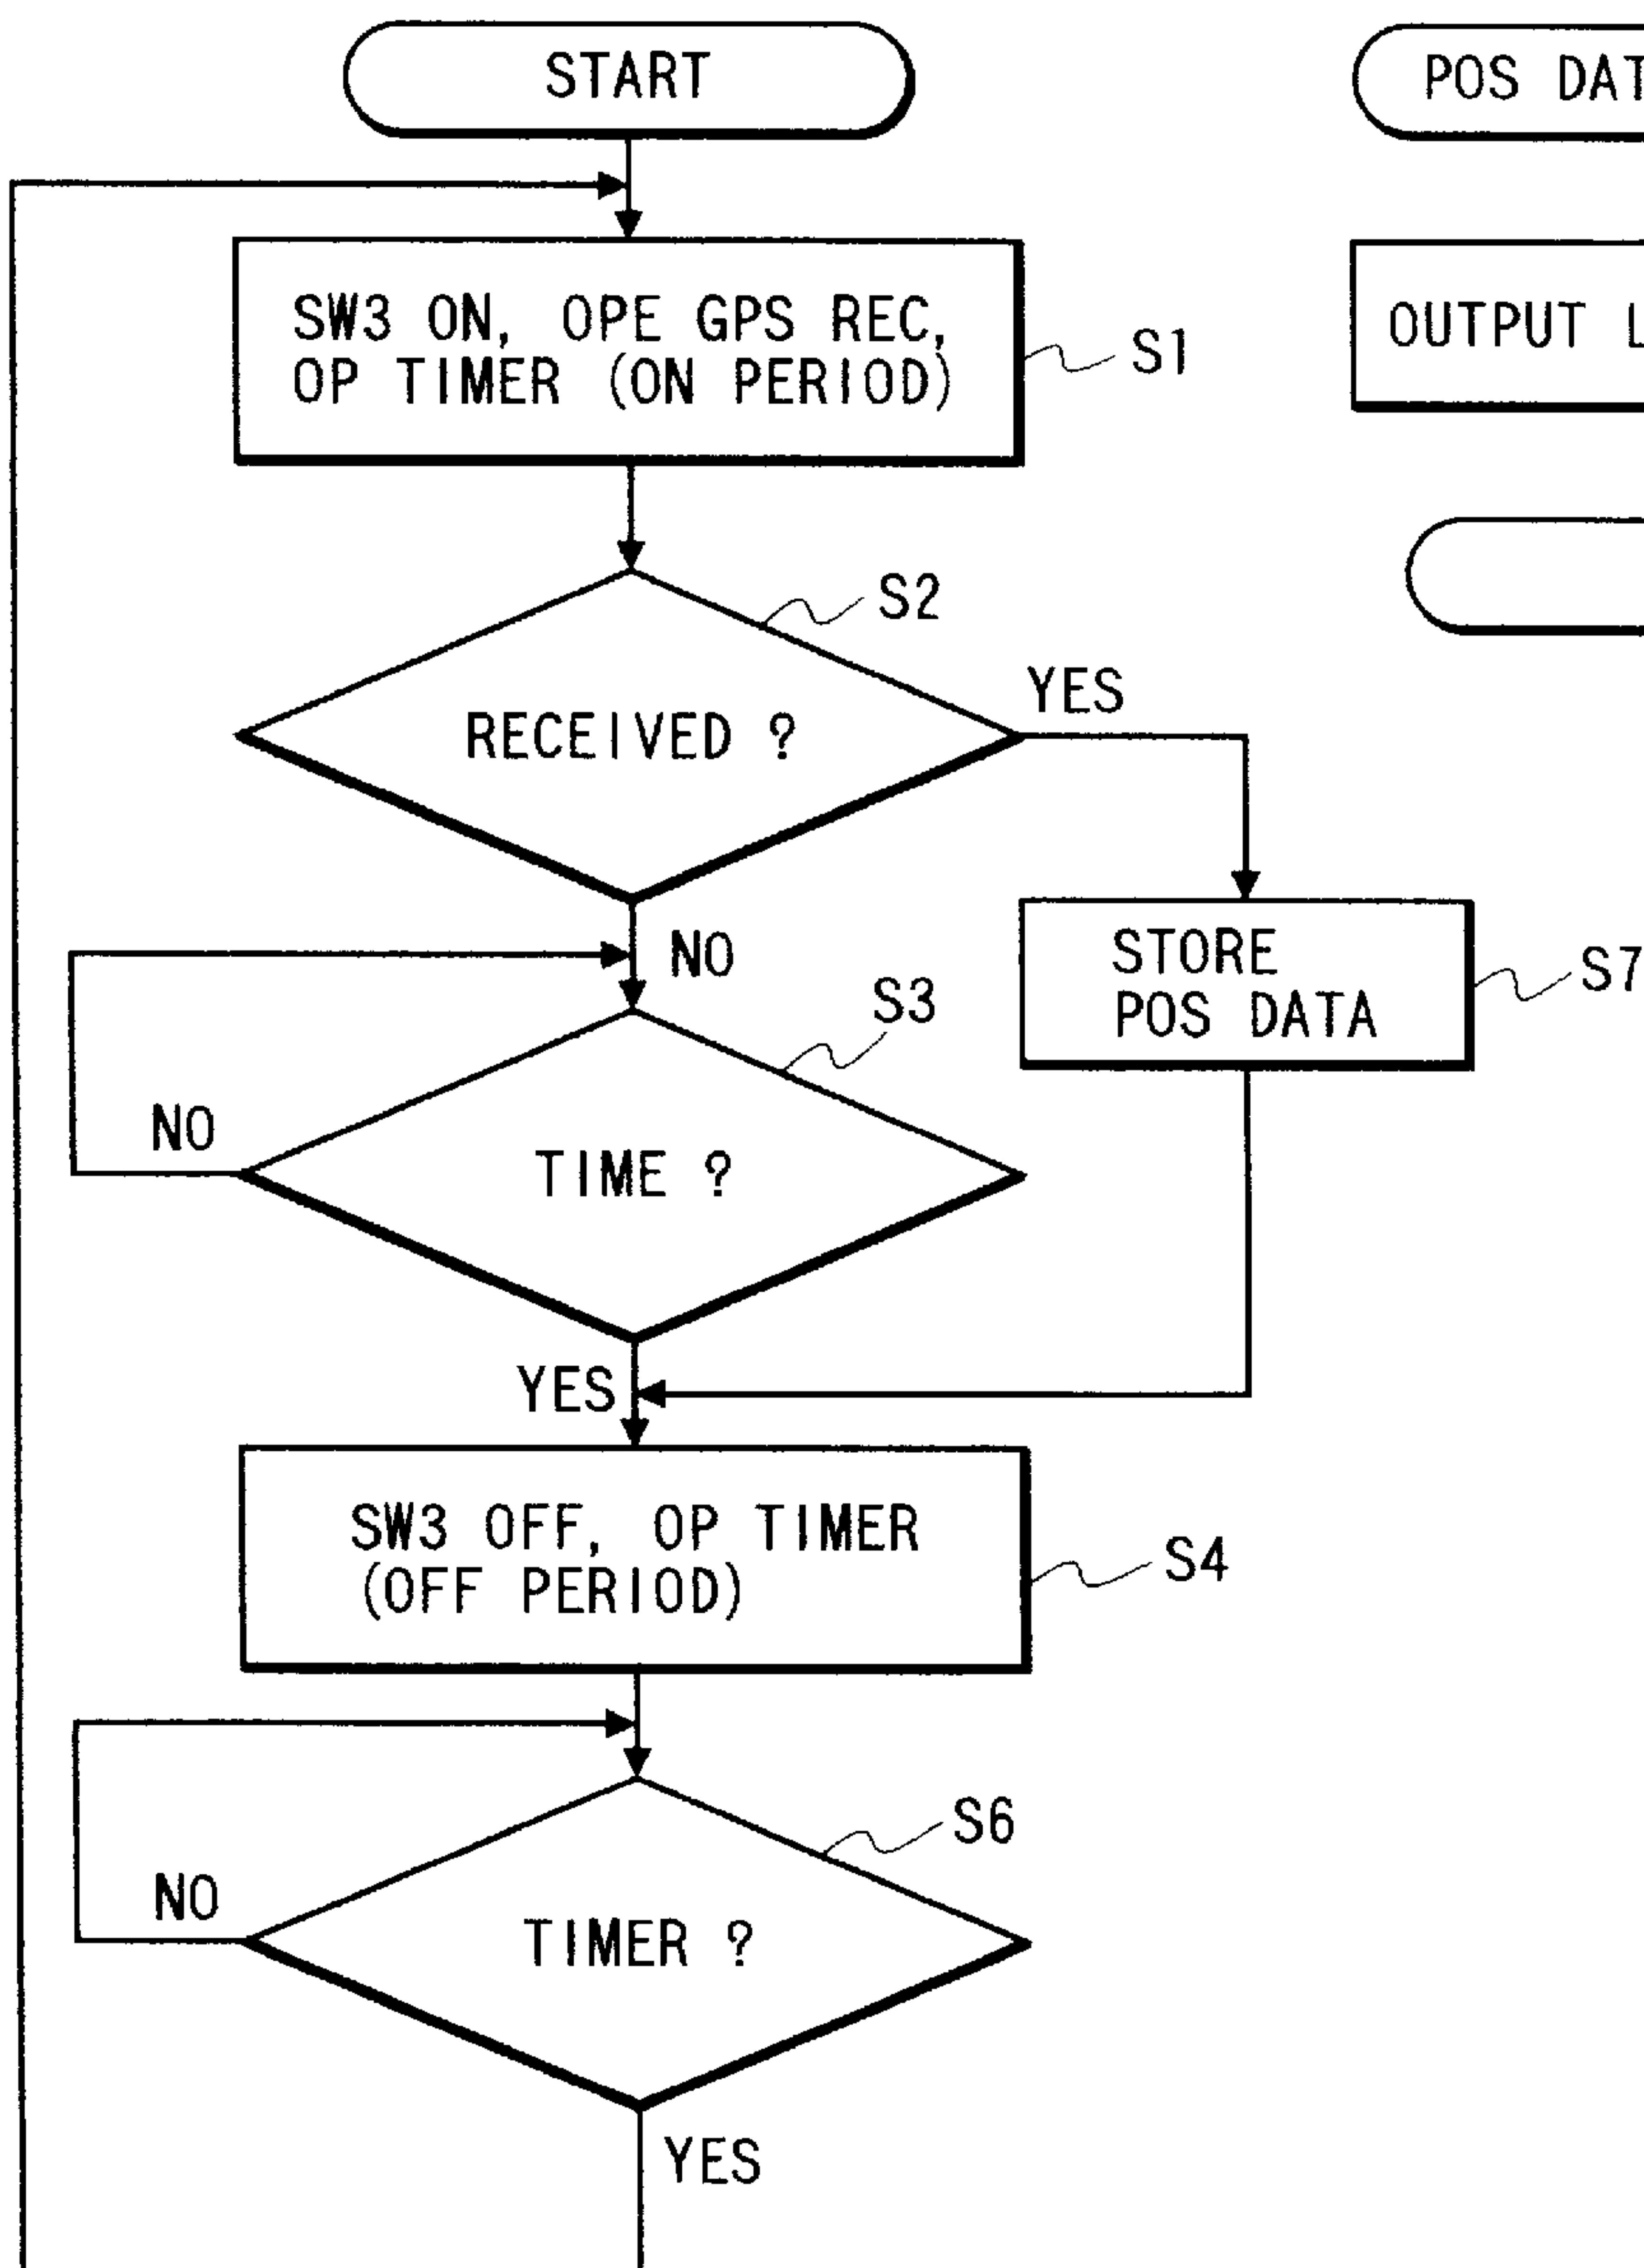 START
SW3 ON, OPE GPS REC,
OP TIMER (ON PERIOD)
S1
S2
RECEIVED ?
YES
NO
STORE
POS DATA
S7
S3
NO
TIME ?
YES
SW3 OFF, OP TIMER
(OFF PERIOD)
S4
S6
NO
TIMER ?
YES
POS
OUTPUT